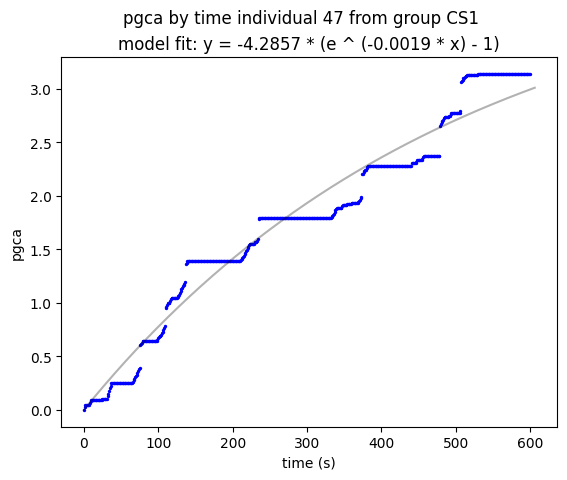 pgca by time individual 47 from group CS1
model fit: y = -4.2857 * (e ^ (-0.0019 * x) - 1)
3.0
2.5
2.0
1.5
1.0
0.5
0.0
pgca
0 100 200 300 400 500 600
time (s)